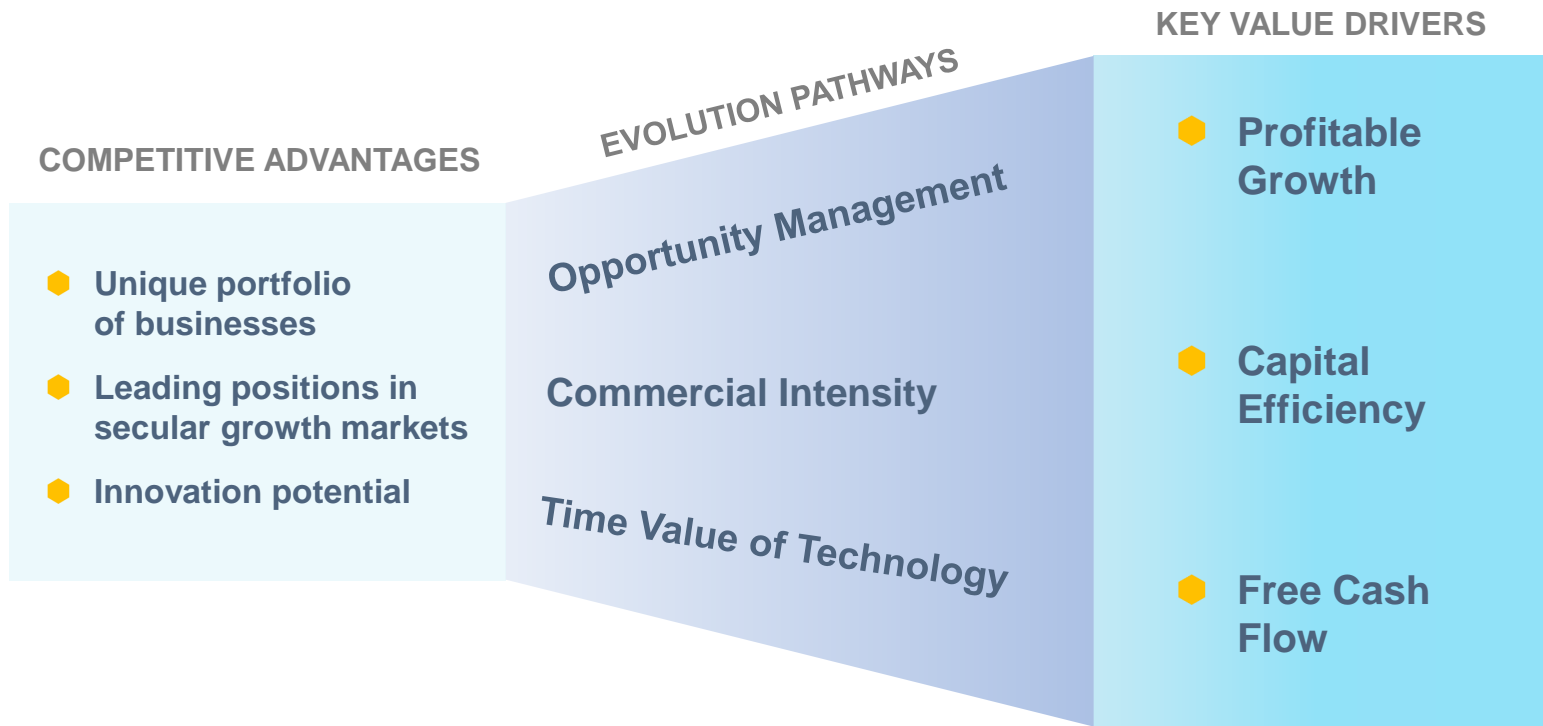 COMPETITIVE ADVANTAGES
Unique portfolio
of businesses
Leading positions in
secular growth markets
Innovation potential
EVOLUTION PATHWAYS
Opportunity Management
Commercial Intensity
Time Value of Technology
KEY VALUE DRIVERS
Profitable
Growth
Capital
Efficiency
Free Cash
Flow